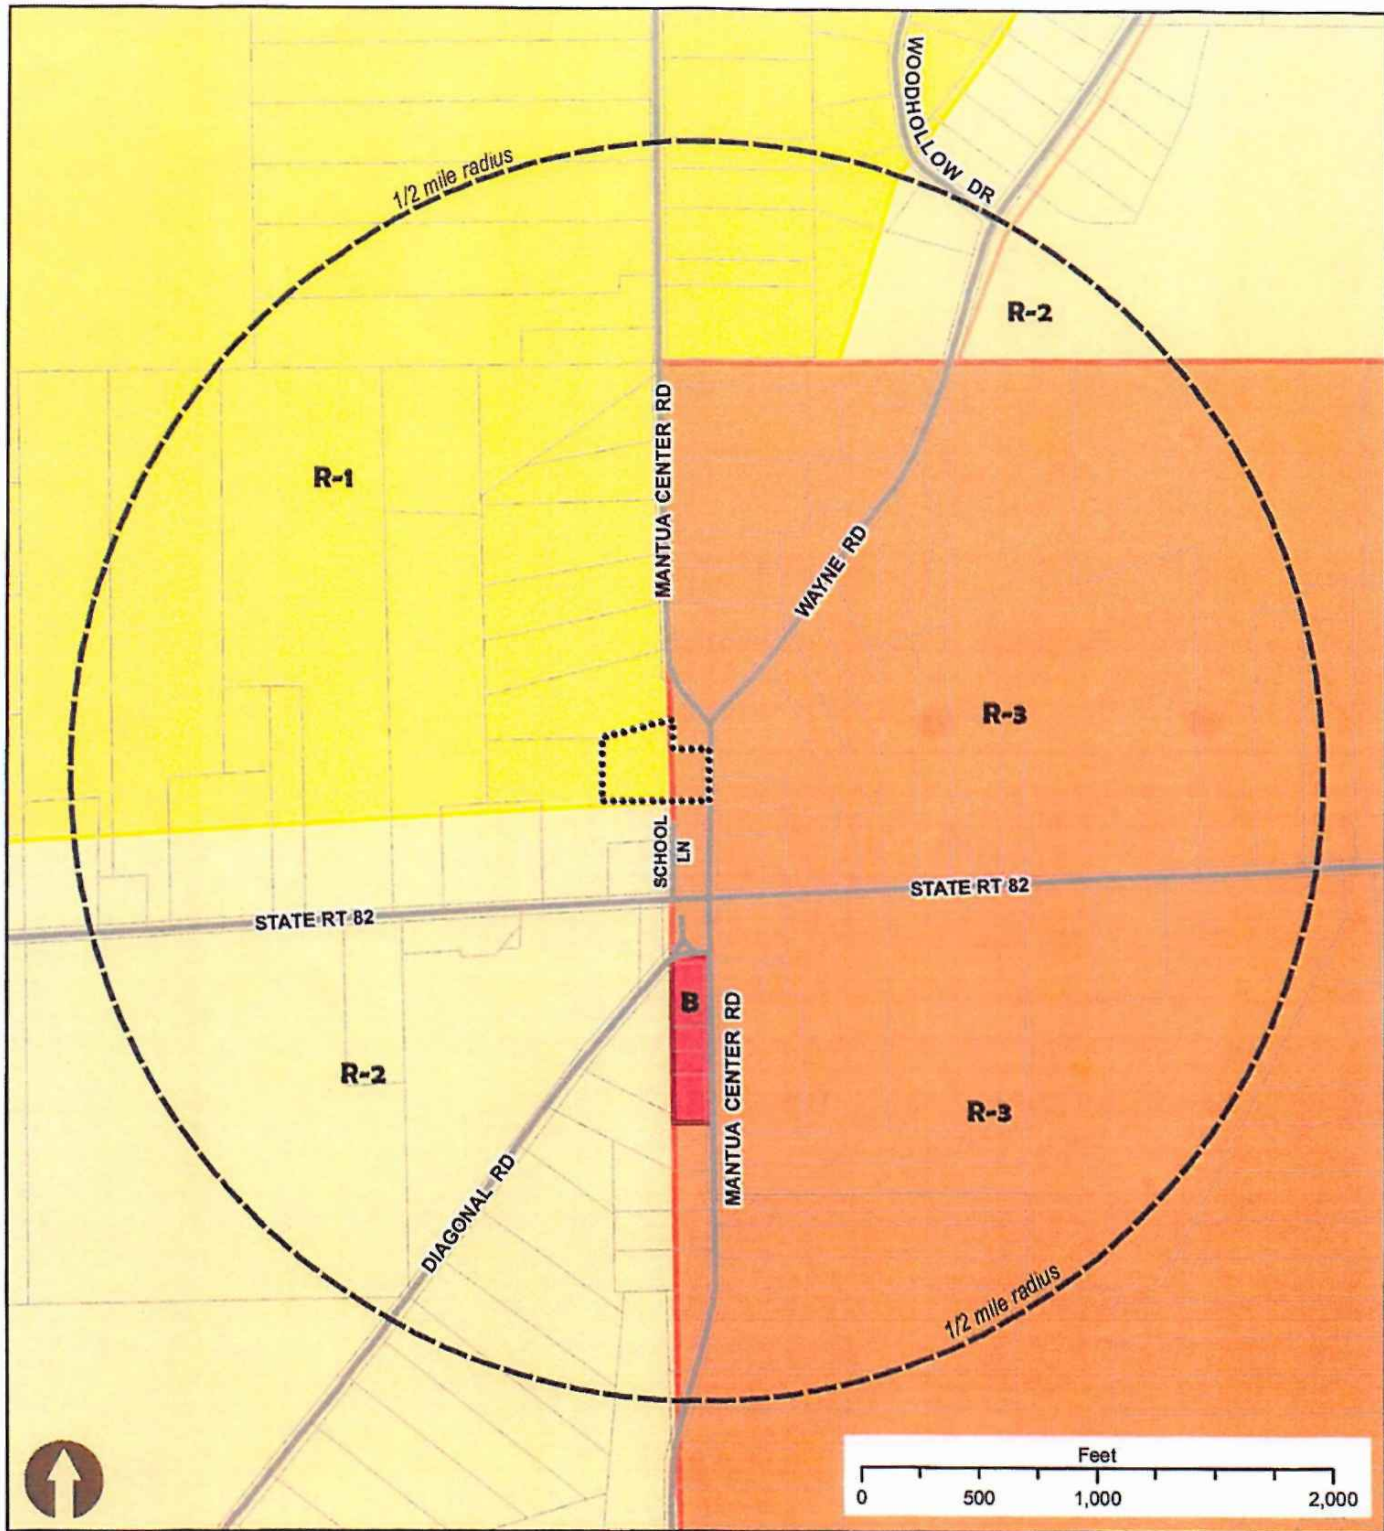 WOODHOLLOW DR
1/2 mile radius
R-2
MANTUA CENTER RD
R-1
WAYNE RD
R-3
SCHOOL
LN
STATE RT 82
STATE RT 82
B
MANTUA CENTER RD
R-2
R-3
DIAGONAL RD
1/2 mile radius
Feet
0 500 1,000 2,000